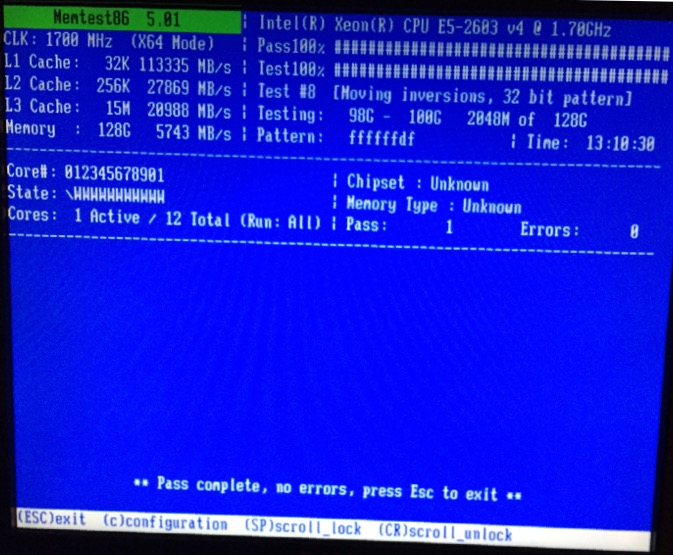 Memtest86 5.01 | Intel(R) Xeon(R) CPU E5-2603 v4 @ 1.70GHz
CLK: 1700 MHz (X64 Mode) | Pass100% ########################################
L1 Cache: 32K 113335 MB/s | Test100% ########################################
L2 Cache: 256K 27869 MB/s | Test #8 [Moving inversions, 32 bit pattern]
L3 Cache: 15M 20988 MB/s | Testing: 98G - 100G 2048M of 128G
Memory : 128G 5743 MB/s | Pattern: ffffffdf | Time: 13:10:30
Core#: 012345678901 | Chipset : Unknown
State: \WWWWWWWWWWW | Memory Type : Unknown
Cores: 1 Active / 12 Total (Run: All) | Pass: 1 Errors: 0
** Pass complete, no errors, press Esc to exit **
(ESC)exit (c)configuration (SP)scroll_lock (CR)scroll_unlock